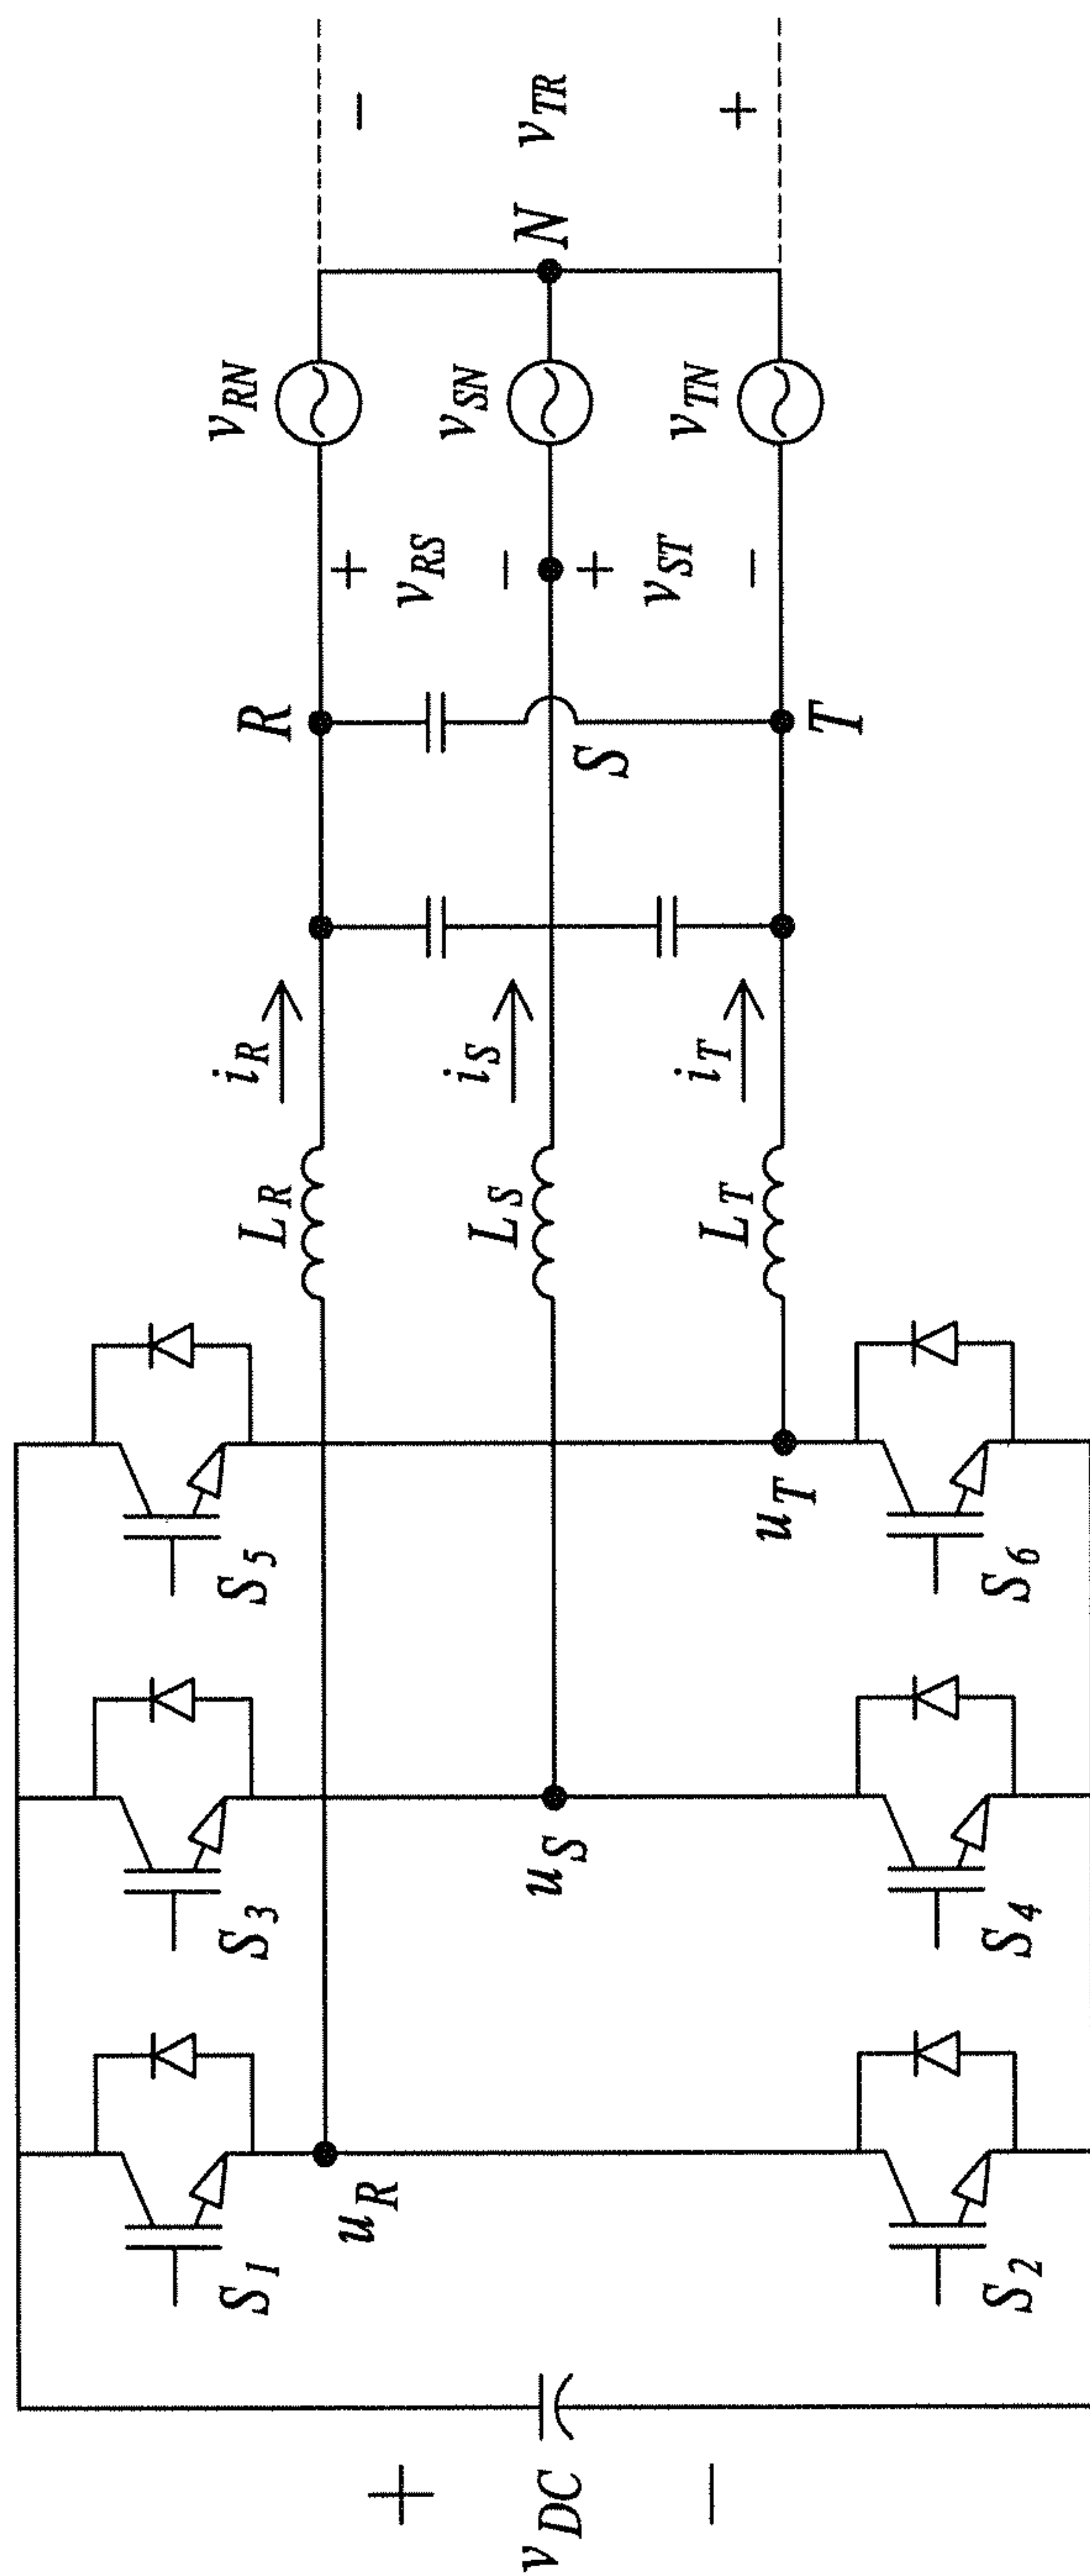 v_DC
+
−
S_1
S_3
S_5
u_R
u_S
u_T
S_2
S_4
S_6
L_R
L_S
L_T
i_R
i_S
i_T
R
S
T
+
v_RS
−
+
v_ST
−
v_RN
v_SN
v_TN
N
−
v_TR
+